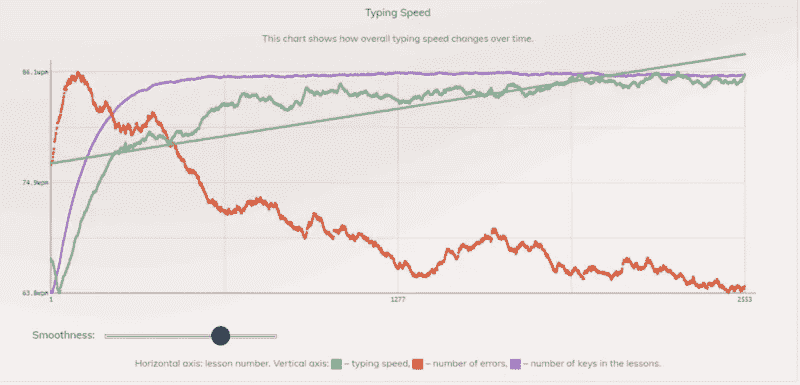 Typing Speed
This chart shows how overall typing speed changes over time.
86.1wpm
74.9wpm
63.8wpm
1 1277 2553
Smoothness:
Horizontal axis: lesson number. Vertical axis: – typing speed, – number of errors, – number of keys in the lessons.